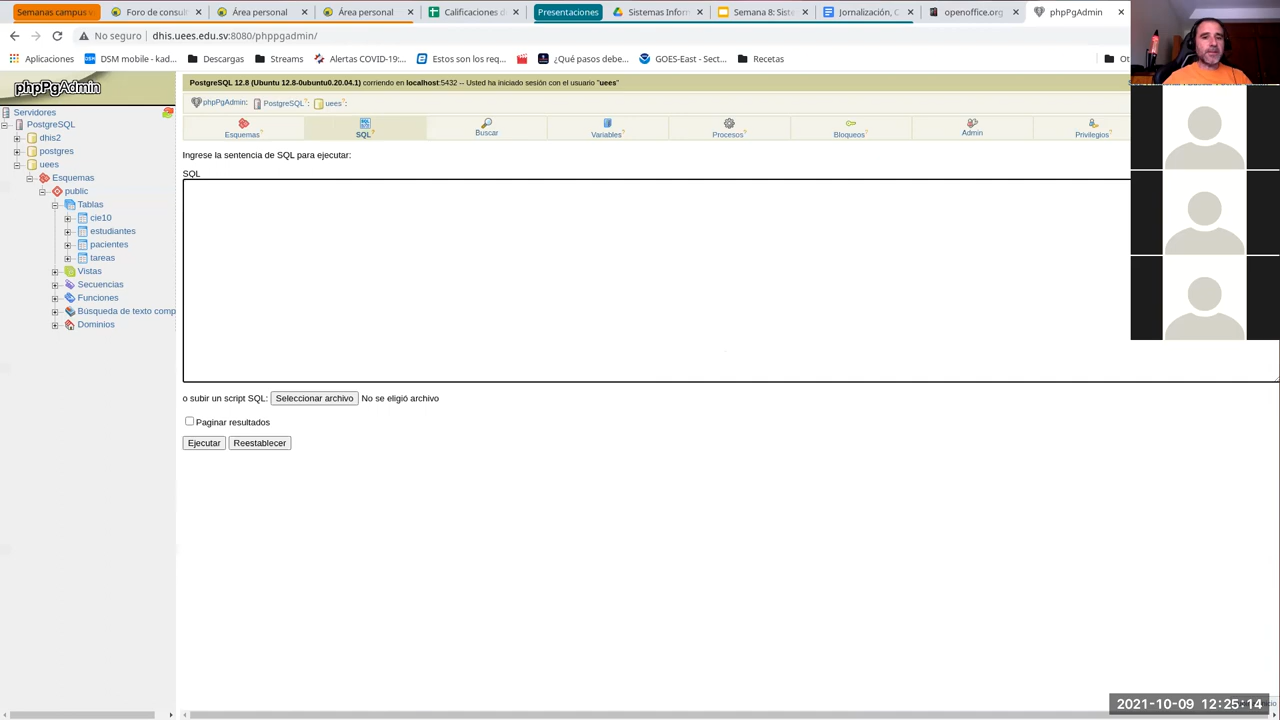 Semanas campus v
Foro de consul
Área personal
Área personal
Calificaciones d
Presentaciones
Sistemas Inforn
Semana 8: Siste
Jornalización, C
openoffice.org
phpPgAdmin
No seguro
dhis.uees.edu.sv:8080/phppgadmin/
Aplicaciones
DSM mobile - kad...
Descargas
Streams
Alertas COVID-19:...
Estos son los req...
¿Qué pasos debe...
GOES-East - Sect...
Recetas
Ot
phpPgAdmin
PostgreSQL 12.8 (Ubuntu 12.8-0ubuntu0.20.04.1) corriendo en localhost:5432 -- Usted ha iniciado sesión con el usuario "uees"
phpPgAdmin: PostgreSQL?: uees?:
Esquemas?
SQL?
Buscar
Variables?
Procesos?
Bloqueos?
Admin
Privilegios?
Servidores
PostgreSQL
dhis2
postgres
uees
Esquemas
public
Tablas
cie10
estudiantes
pacientes
tareas
Vistas
Secuencias
Funciones
Búsqueda de texto comp
Dominios
Ingrese la sentencia de SQL para ejecutar:
SQL
o subir un script SQL: Seleccionar archivo No se eligió archivo
Paginar resultados
Ejecutar Reestablecer
2021-10-09 12:25:14